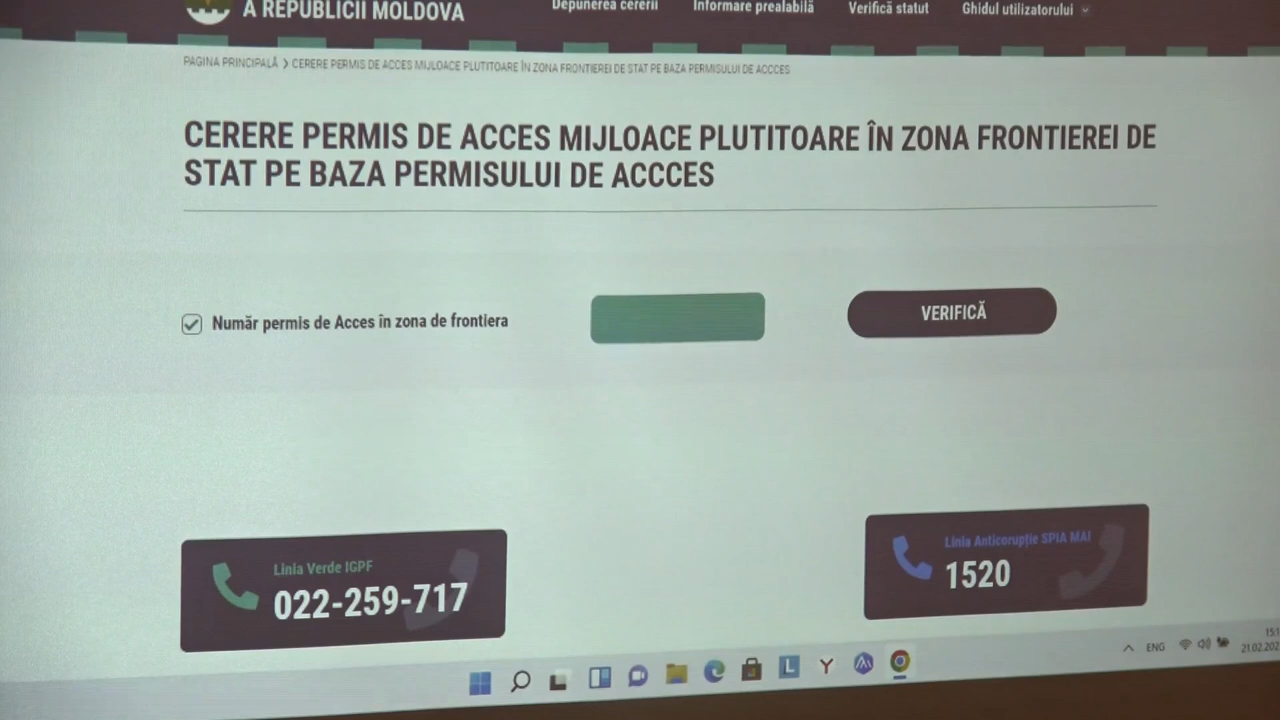 A REPUBLICII MOLDOVA
Depunerea cererii
Informare prealabilă
Verifică statut
Ghidul utilizatorului
PAGINA PRINCIPALĂ > CERERE PERMIS DE ACCES MIJLOACE PLUTITOARE ÎN ZONA FRONTIEREI DE STAT PE BAZA PERMISULUI DE ACCCES
CERERE PERMIS DE ACCES MIJLOACE PLUTITOARE ÎN ZONA FRONTIEREI DE
STAT PE BAZA PERMISULUI DE ACCCES
Număr permis de Acces în zona de frontiera
VERIFICĂ
Linia Verde IGPF
022-259-717
Linia Anticorupție SPIA MAI
1520
ENG